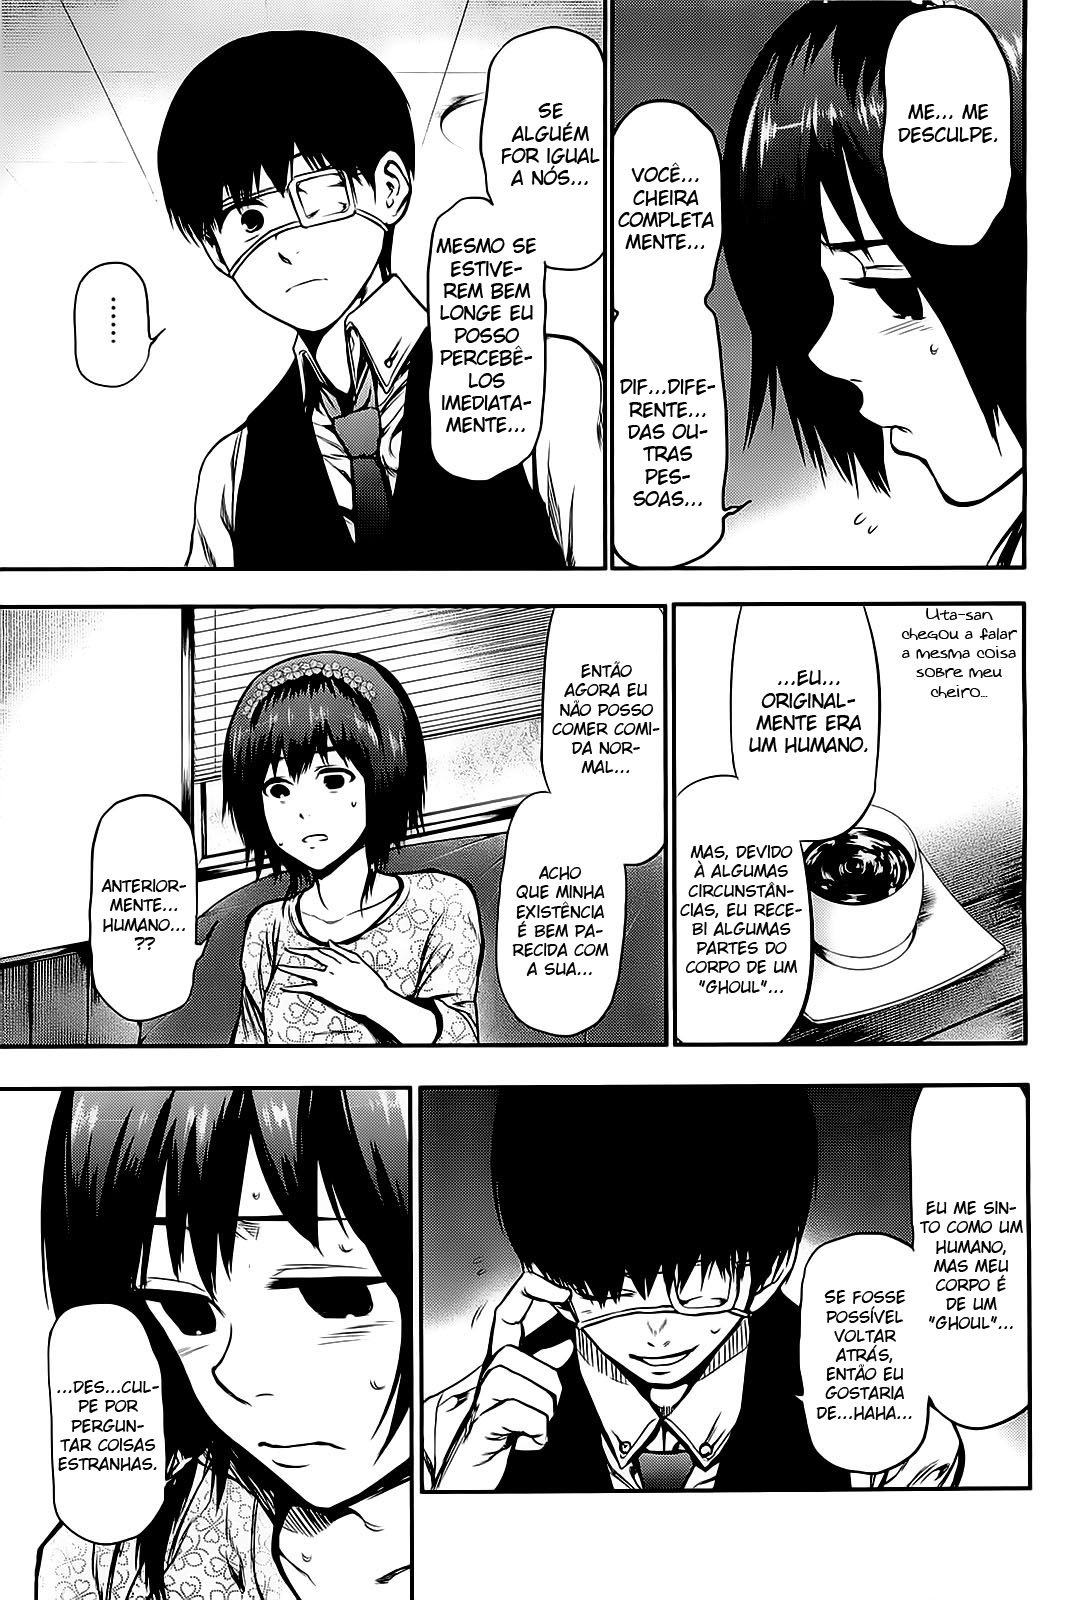 ME... ME
DESCULPE.
VOCÊ...
CHEIRA
COMPLETA
MENTE...
DIF...DIFE-
RENTE...
DAS OU-
TRAS
PES-
SOAS...
SE
ALGUÉM
FOR IGUAL
A NÓS...
MESMO SE
ESTIVE-
REM BEM
LONGE EU
POSSO
PERCEBÊ-
LOS
IMEDIATA-
MENTE...
......
Uta-san
chegou a falar
a mesma coisa
sobre meu
cheiro...
...EU...
ORIGINAL-
MENTE ERA
UM HUMANO.
MAS, DEVIDO
À ALGUMAS
CIRCUNSTÂN-
CIAS, EU RECE-
BI ALGUMAS
PARTES DO
CORPO DE UM
"GHOUL"...
ENTÃO
AGORA EU
NÃO POSSO
COMER COMI-
DA NOR-
MAL...
ACHO
QUE MINHA
EXISTÊNCIA
É BEM PA-
RECIDA COM
A SUA...
ANTERIOR-
MENTE...
HUMANO...
??
EU ME SIN-
TO COMO UM
HUMANO,
MAS MEU
CORPO É
DE UM
"GHOUL"...
SE FOSSE
POSSÍVEL
VOLTAR
ATRÁS,
ENTÃO EU
GOSTARIA
DE...HAHA...
...DES...CUL-
PE POR
PERGUN-
TAR COISAS
ESTRANHAS.